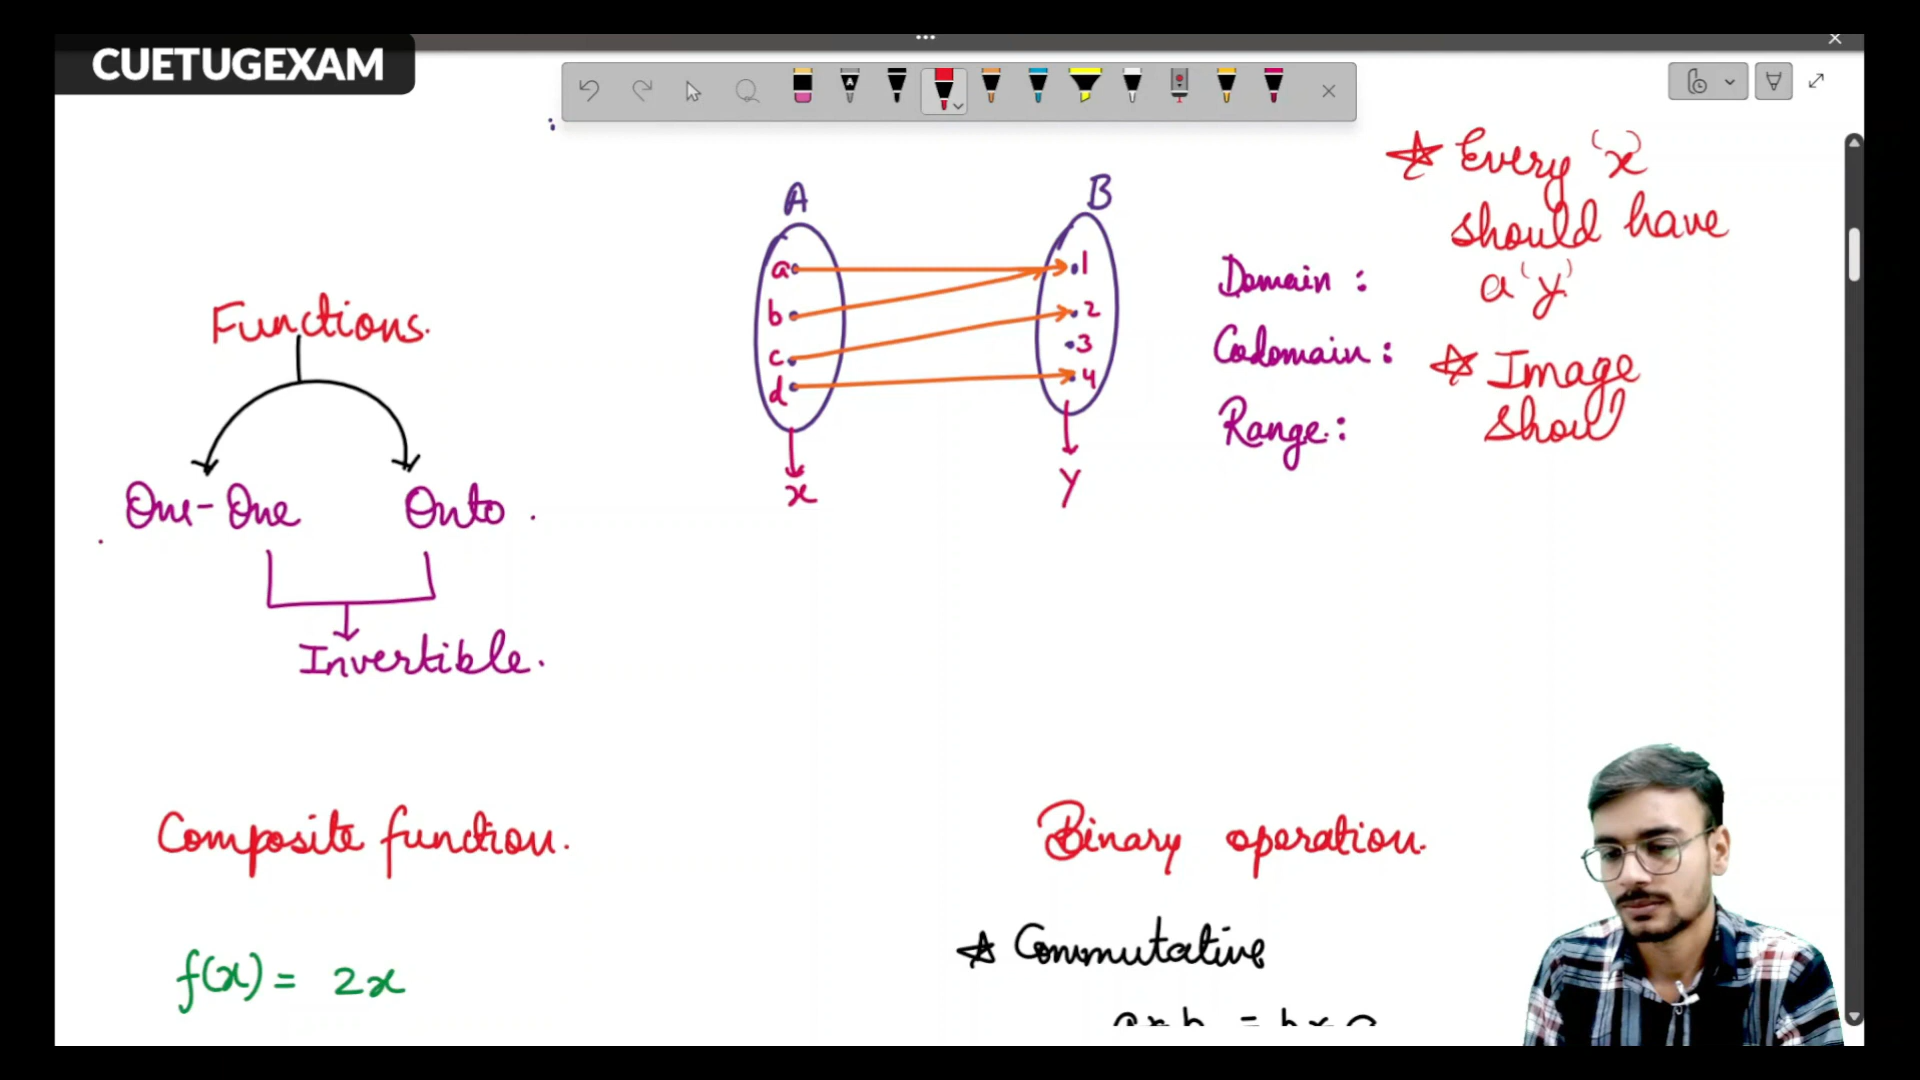 CUETUGEXAM
Functions.
One-One Onto.
Invertible.
A B
a 1
b 2
c 3
d 4
x y
Domain :
Codomain :
Range :
☆ Every 'x'
should have
a 'y'
☆ Image
shou
Composite function.
f(x) = 2x
Binary operation.
☆ Commutative
a * b = b * a